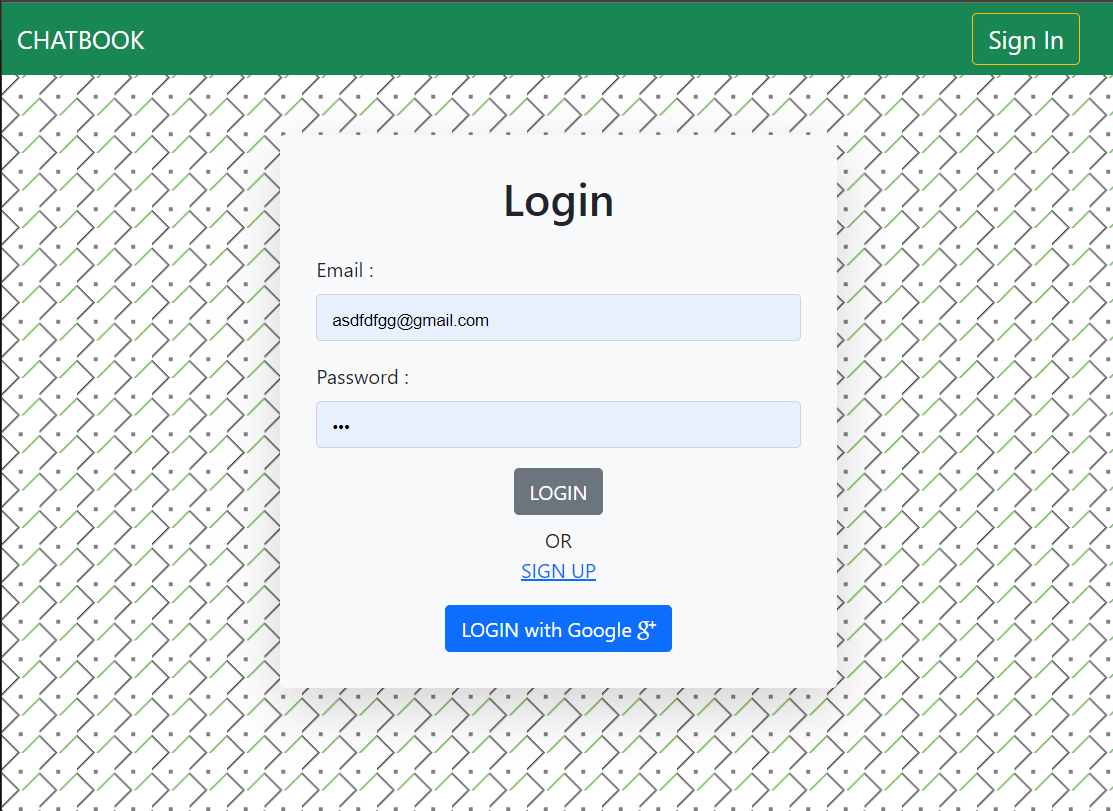 CHATBOOK
Sign In
Login
Email :
asdfdfgg@gmail.com
Password :
•••
LOGIN
OR
SIGN UP
LOGIN with Google g+